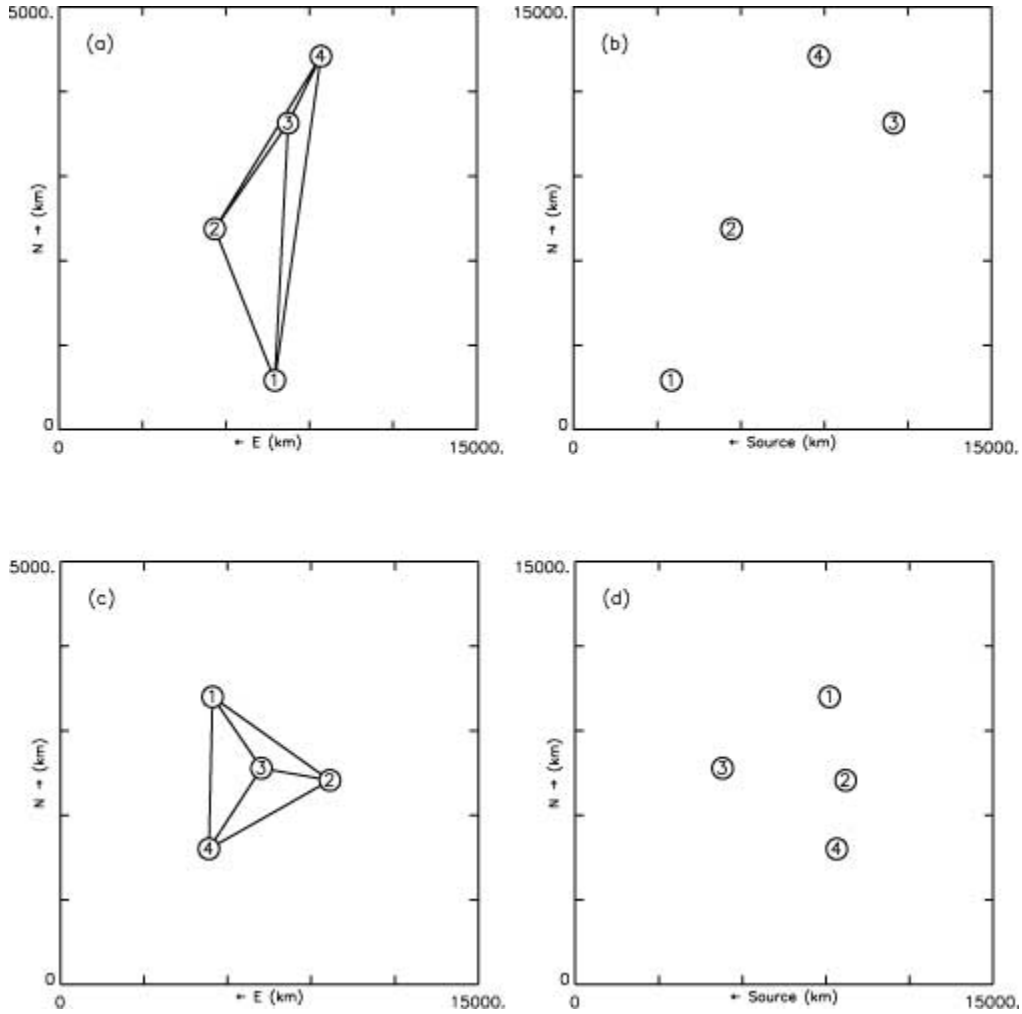 5000.
(a)
4
3
2
1
N → (km)
0
0
← E (km)
15000.
15000.
(b)
4
3
2
1
N → (km)
0
0
← Source (km)
15000.
5000.
(c)
1
3
2
4
N → (km)
0
0
← E (km)
15000.
15000.
(d)
1
3
2
4
N → (km)
0
0
← Source (km)
15000.